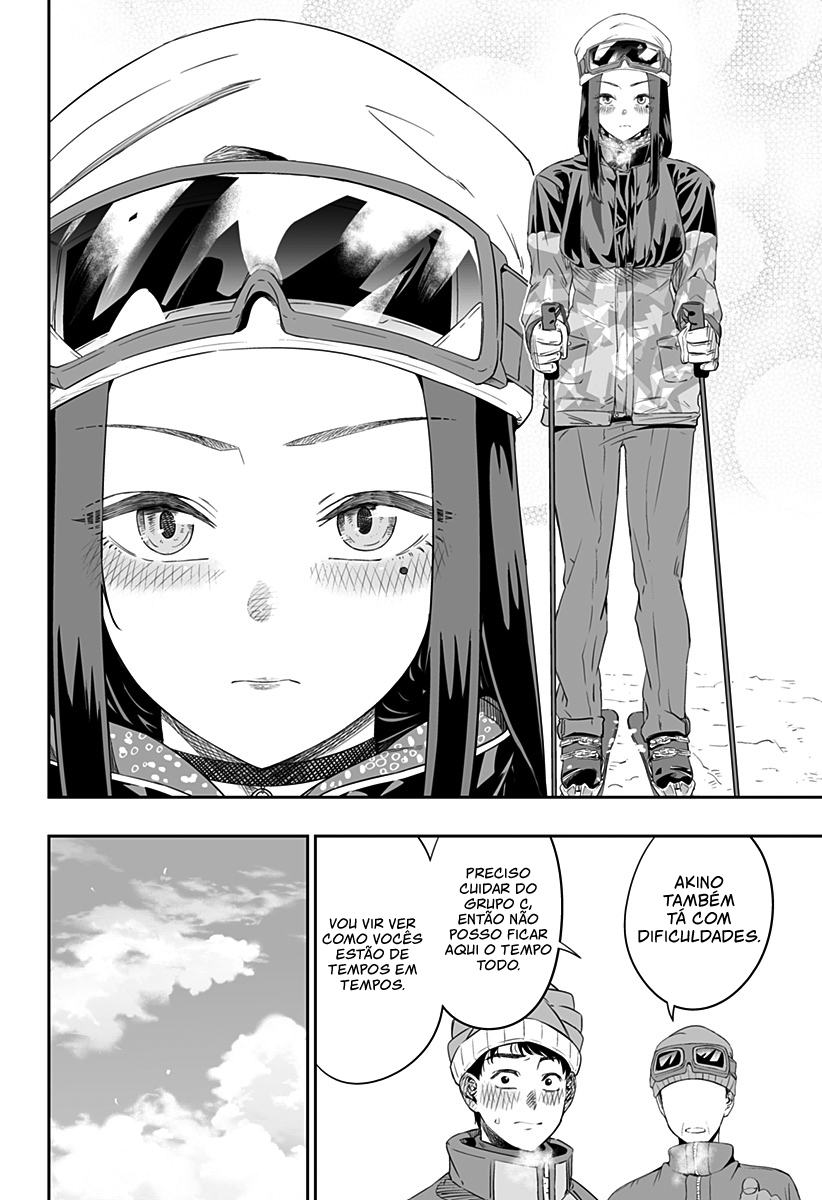 AKINO
TAMBÉM
TÁ COM
DIFICULDADES.
PRECISO
CUIDAR DO
GRUPO C,
ENTÃO NÃO
POSSO FICAR
AQUI O TEMPO
TODO.
VOU VIR VER
COMO VOCÊS
ESTÃO DE
TEMPOS EM
TEMPOS.